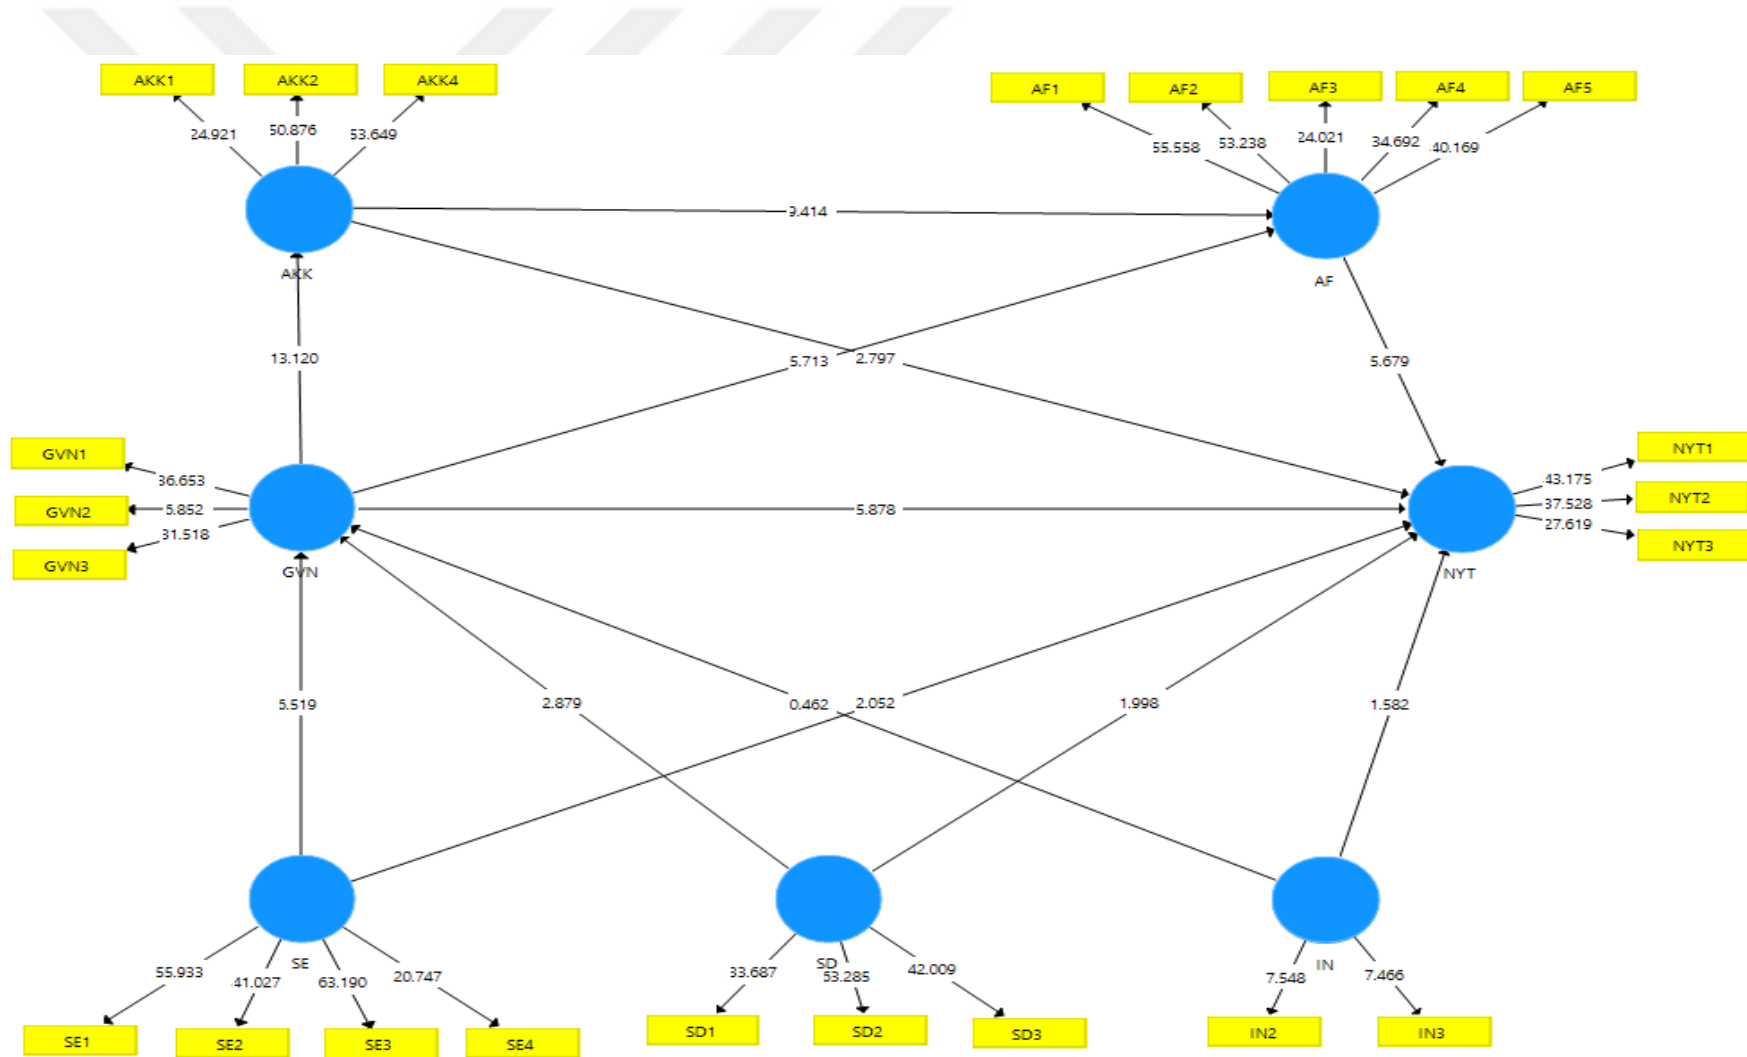 AKK1 AKK2 AKK4
AF1 AF2 AF3 AF4 AF5
24.921 50.876 53.649
55.558 53.238 24.021 34.692 40.169
9.414
AKK
AF
13.120
5.713 2.797
5.679
GVN1
GVN2
GVN3
36.653
5.852
31.518
GVN
5.878
43.175
37.528
27.619
NYT1
NYT2
NYT3
NYT
5.519
2.879
0.462 2.052
1.998
1.582
SE
SD
IN
55.933 41.027 63.190 20.747
33.687 53.285 42.009
7.548 7.466
SE1 SE2 SE3 SE4
SD1 SD2 SD3
IN2 IN3